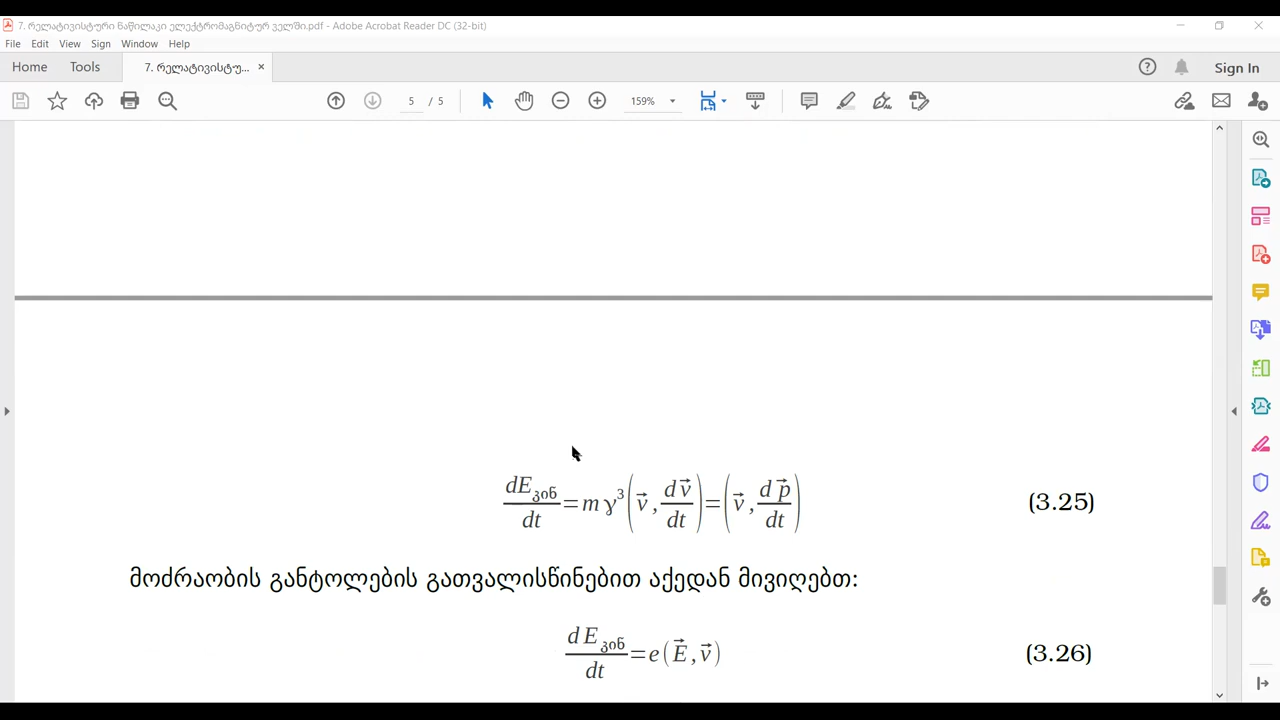 7. რელატივისტური ნაწილაკი ელექტრომაგნიტურ ველში.pdf - Adobe Acrobat Reader DC (32-bit)
File Edit View Sign Window Help
Home Tools 7. რელატივისტუ... × Sign In
5 / 5 159%
dE_კინ/dt = mγ³(v⃗, dv⃗/dt) = (v⃗, dp⃗/dt) (3.25)
მოძრაობის განტოლების გათვალისწინებით აქედან მივიღებთ:
dE_კინ/dt = e(E⃗, v⃗) (3.26)